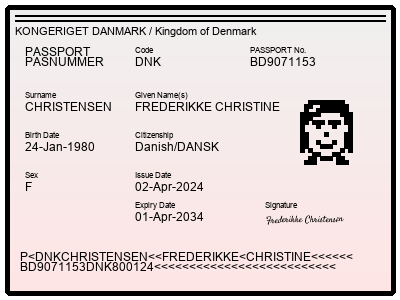 KONGERIGET DANMARK / Kingdom of Denmark
PASSPORT
PASNUMMER
Code
DNK
PASSPORT No.
BD9071153
Surname
CHRISTENSEN
Given Name(s)
FREDERIKKE CHRISTINE
Birth Date
24-Jan-1980
Citizenship
Danish/DANSK
Sex
F
Issue Date
02-Apr-2024
Expiry Date
01-Apr-2034
Signature
Frederikke Christensen
P<DNKCHRISTENSEN<<FREDERIKKE<CHRISTINE<<<<<<
BD9071153DNK800124<<<<<<<<<<<<<<<<<<<<<<<<<<